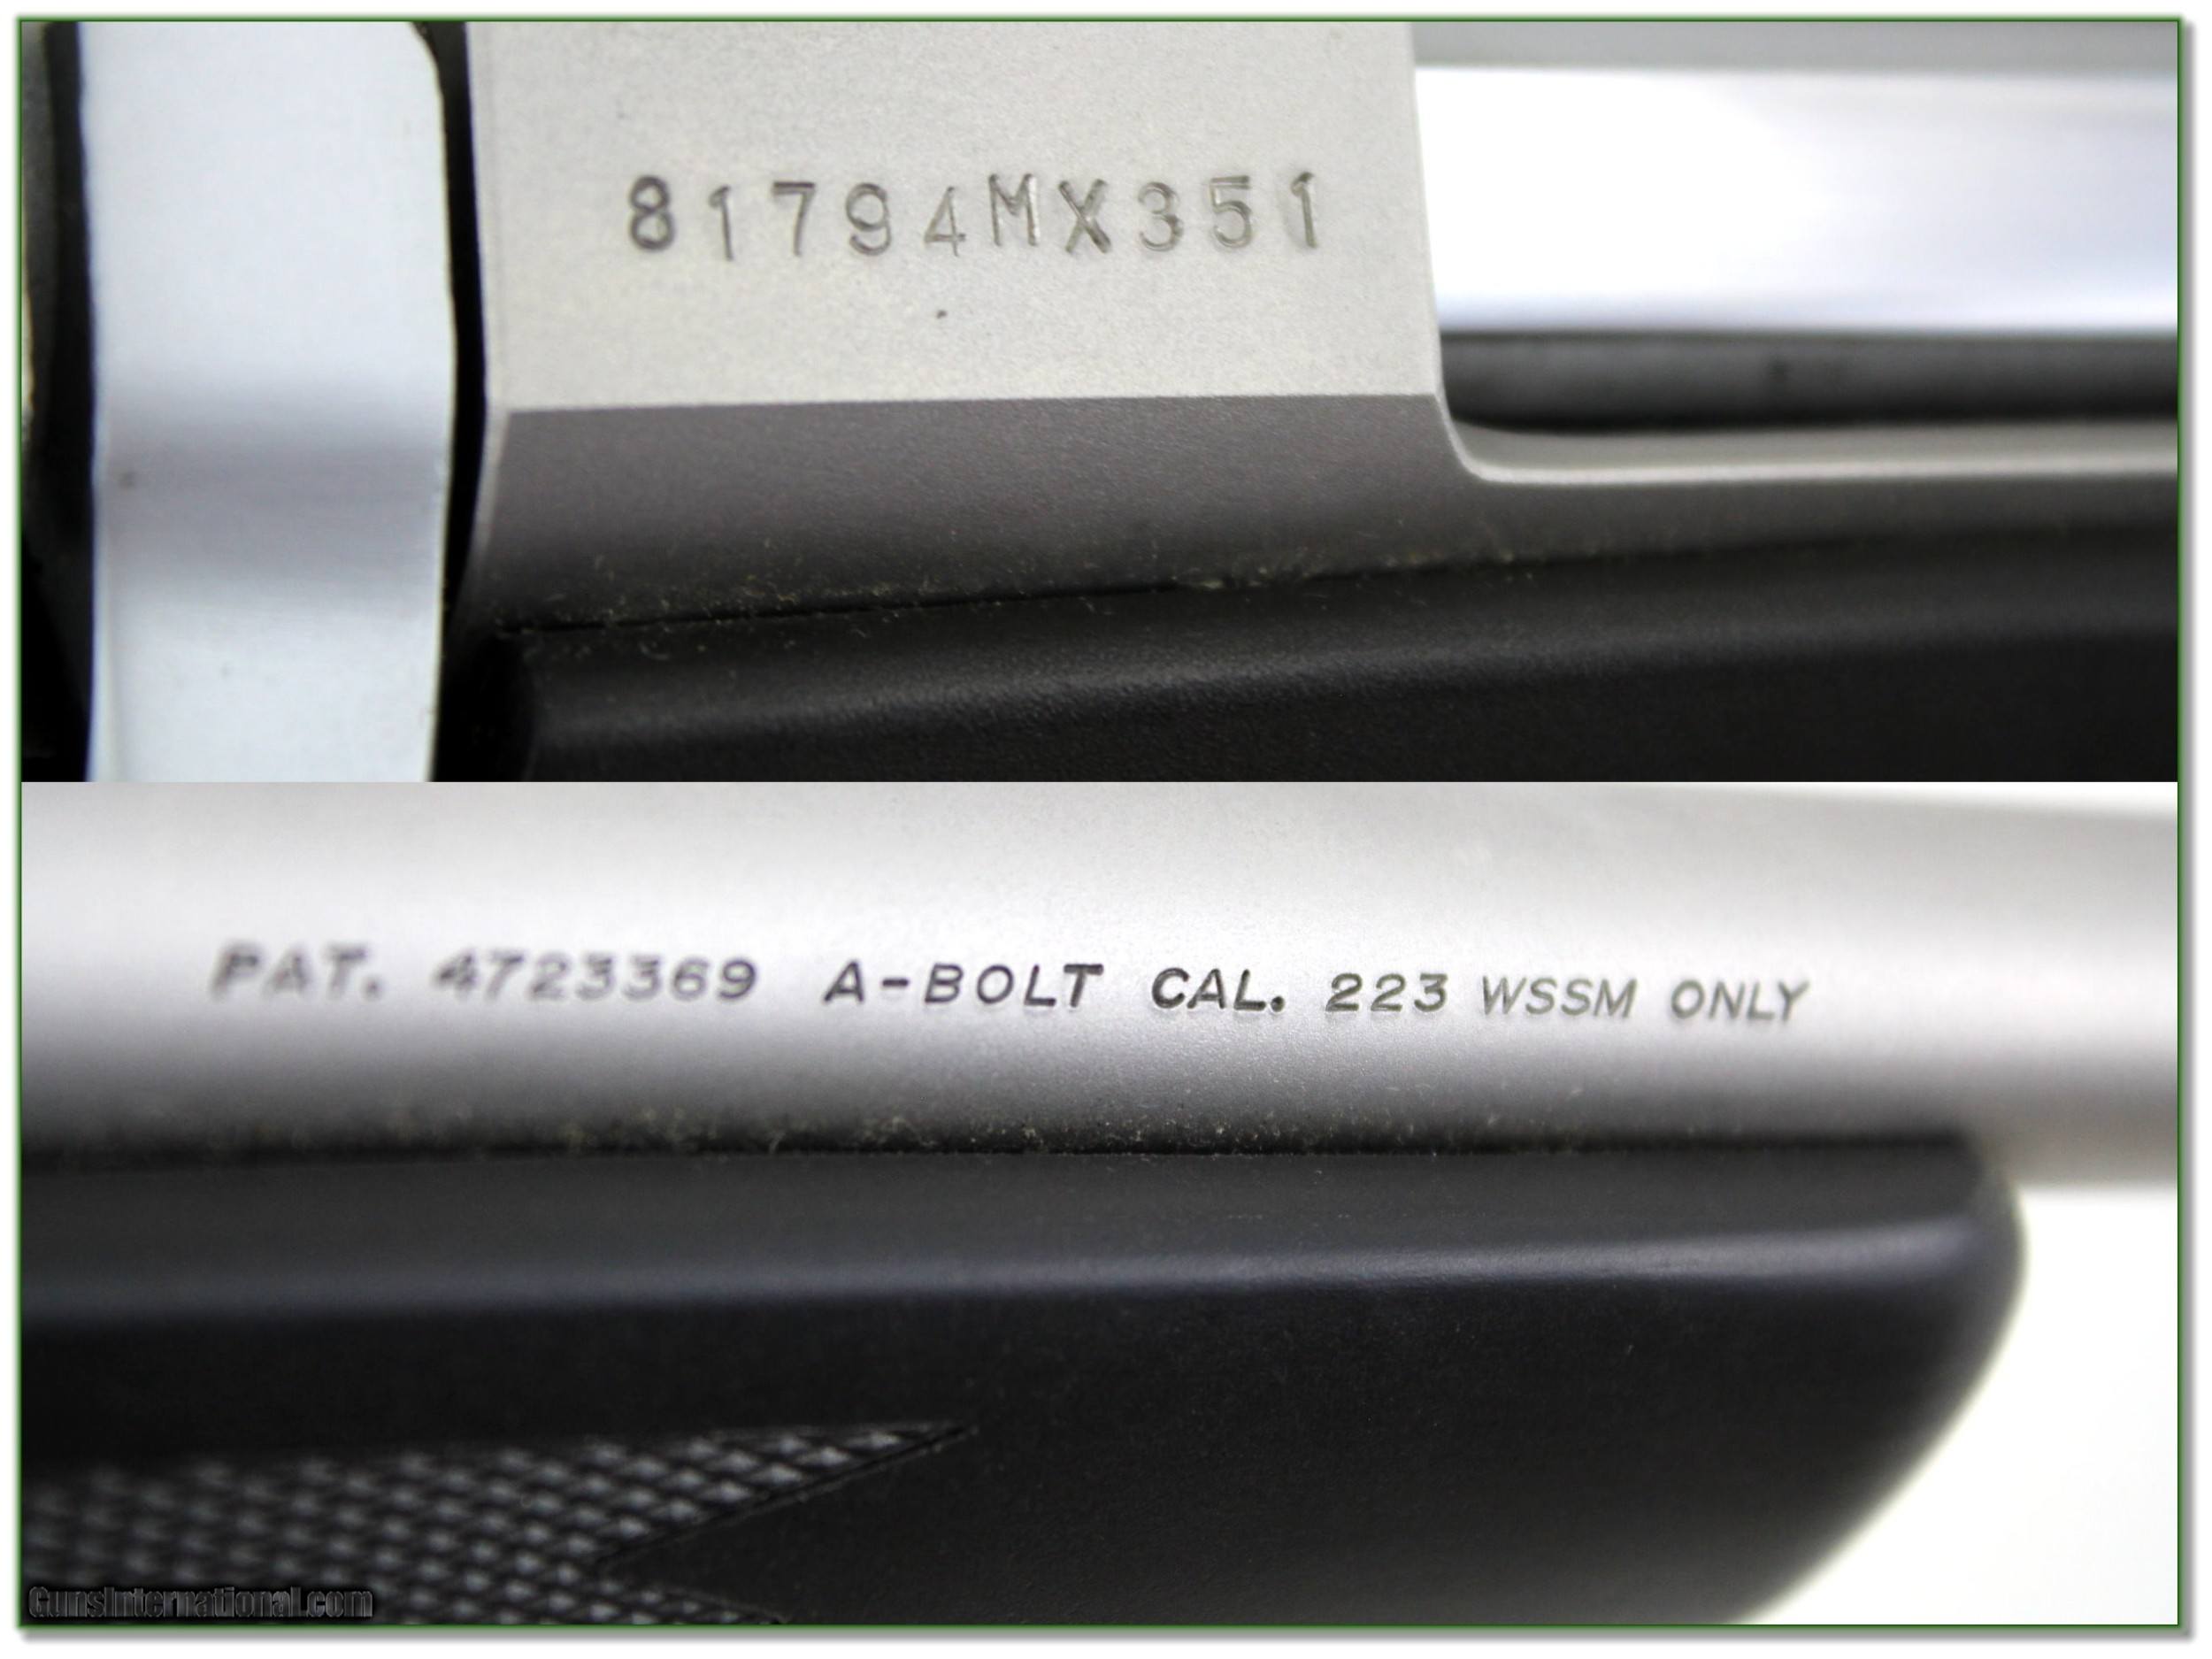 81794MX351
PAT. 4723369 A-BOLT CAL. 223 WSSM ONLY
GunsInternational.com